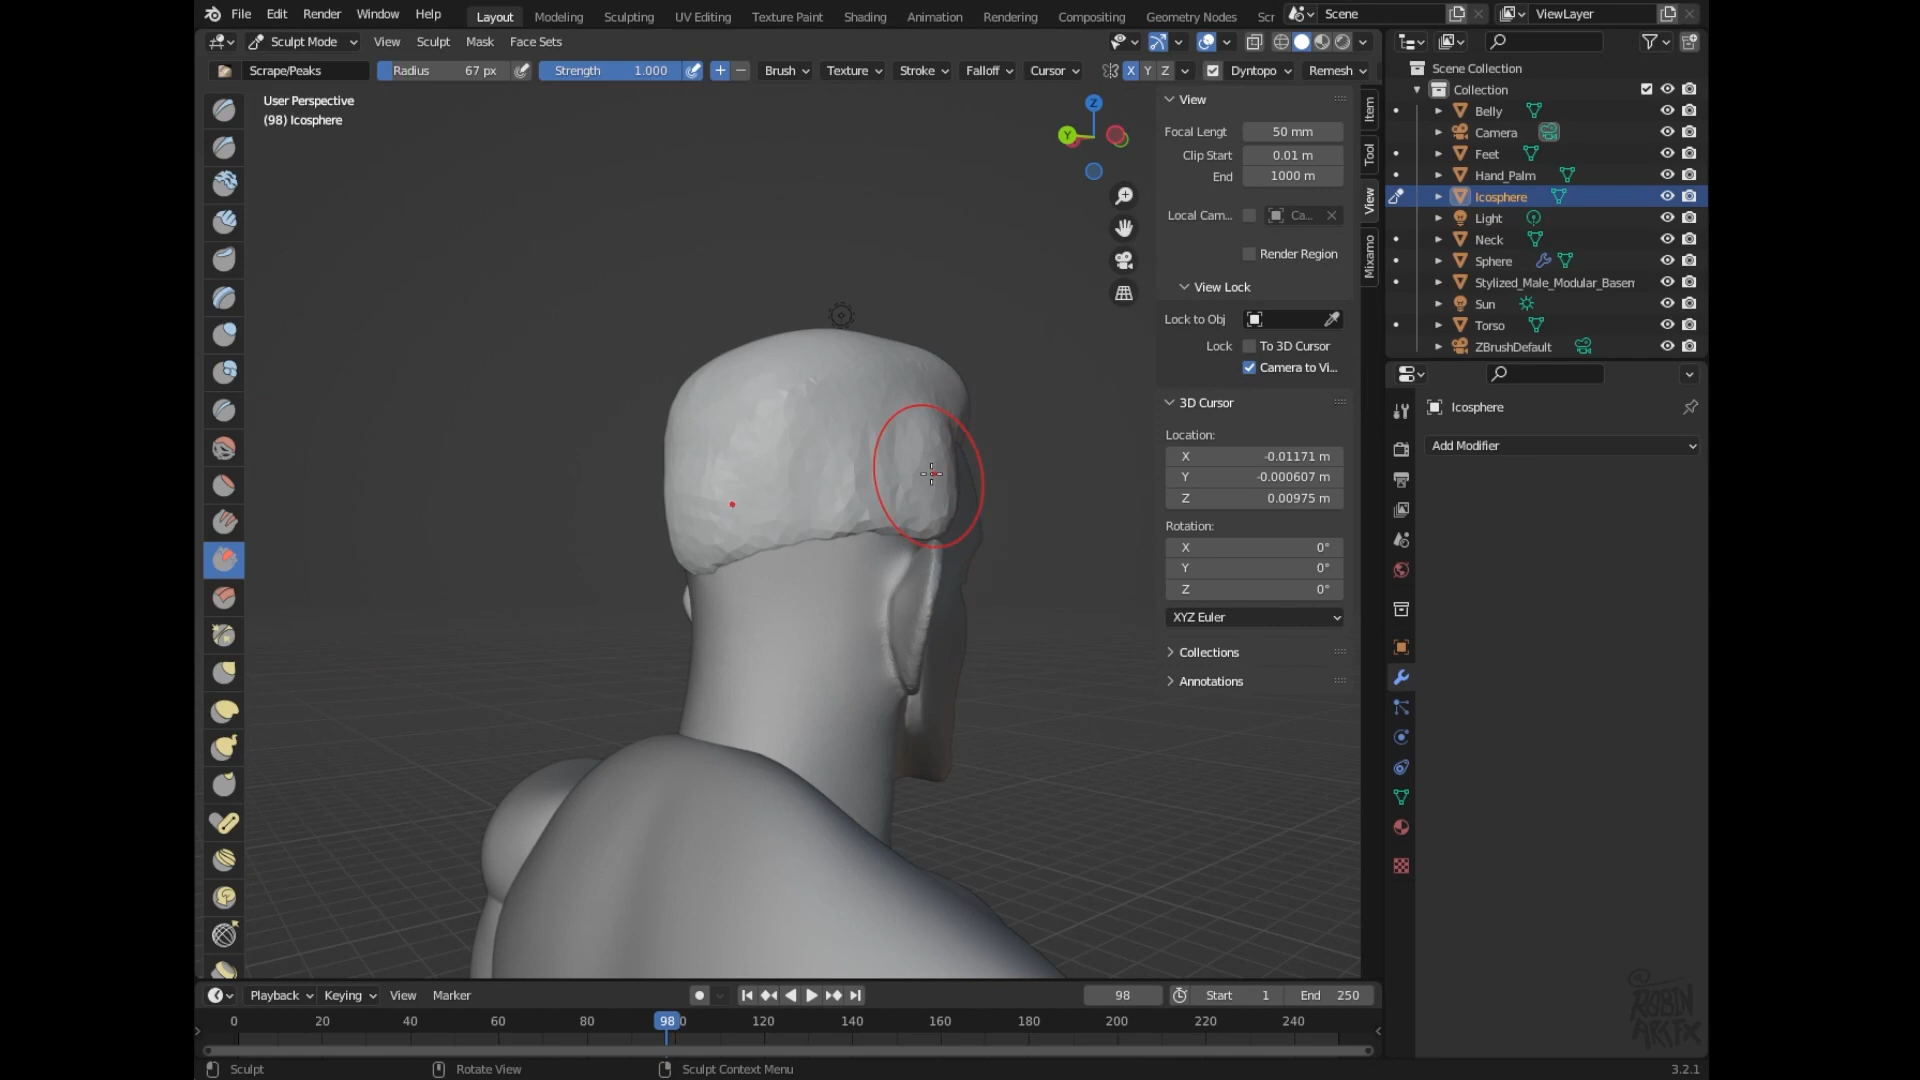 File Edit Render Window Help Layout Modeling Sculpting UV Editing Texture Paint Shading Animation Rendering Compositing Geometry Nodes Scr Scene ViewLayer
Sculpt Mode View Sculpt Mask Face Sets
Scrape/Peaks Radius 67 px Strength 1.000 Brush Texture Stroke Falloff Cursor X Y Z Dyntopo Remesh
User Perspective
(98) Icosphere
Z
Y
View
Focal Lengt 50 mm
Clip Start 0.01 m
End 1000 m
Local Cam... Ca...
Render Region
View Lock
Lock to Obj
Lock To 3D Cursor
Camera to Vi...
3D Cursor
Location:
X -0.01171 m
Y -0.000607 m
Z 0.00975 m
Rotation:
X 0°
Y 0°
Z 0°
XYZ Euler
Collections
Annotations
Item
Tool
View
Mixamo
Scene Collection
Collection
Belly
Camera
Feet
Hand_Palm
Icosphere
Light
Neck
Sphere
Stylized_Male_Modular_Basem
Sun
Torso
ZBrushDefault
Icosphere
Add Modifier
Playback Keying View Marker 98 Start 1 End 250
0 20 40 60 80 98 0 120 140 160 180 200 220 240
Sculpt Rotate View Sculpt Context Menu 3.2.1
ROBIN
ARTFX